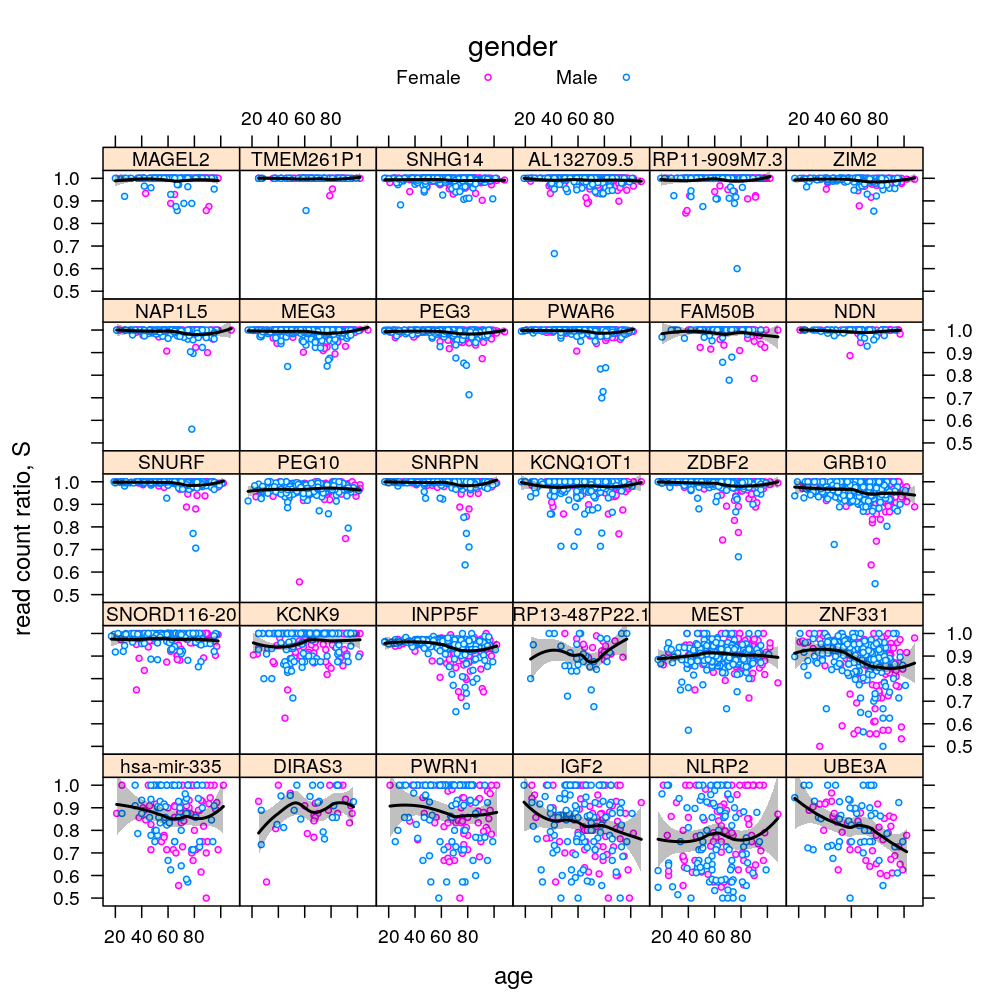 gender
Female Male
20 40 60 80 20 40 60 80 20 40 60 80
MAGEL2 TMEM261P1 SNHG14 AL132709.5 RP11-909M7.3 ZIM2
1.0
0.9
0.8
0.7
0.6
0.5
NAP1L5 MEG3 PEG3 PWAR6 FAM50B NDN
1.0
0.9
0.8
0.7
0.6
0.5
SNURF PEG10 SNRPN KCNQ1OT1 ZDBF2 GRB10
1.0
0.9
0.8
0.7
0.6
0.5
SNORD116-20 KCNK9 INPP5F RP13-487P22.1 MEST ZNF331
1.0
0.9
0.8
0.7
0.6
0.5
hsa-mir-335 DIRAS3 PWRN1 IGF2 NLRP2 UBE3A
1.0
0.9
0.8
0.7
0.6
0.5
20 40 60 80 20 40 60 80 20 40 60 80
read count ratio, S
age